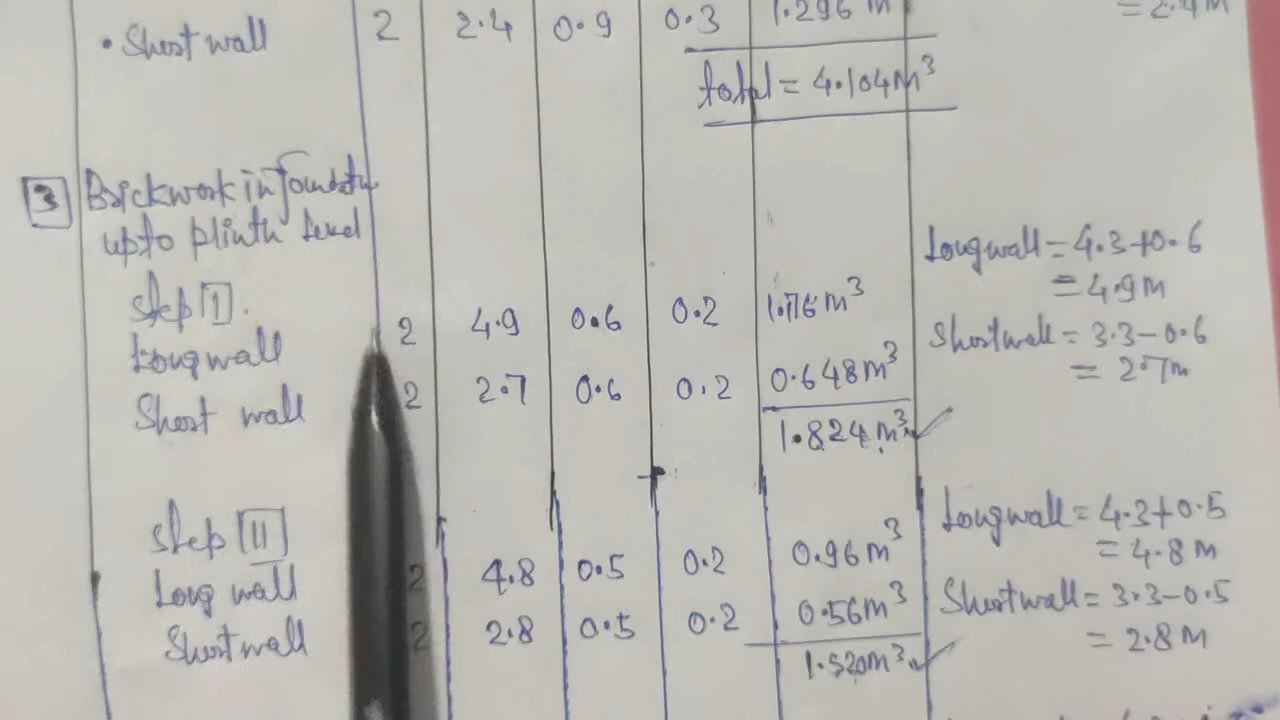 • Short wall 2 2.4 0.9 0.3 1.296 m = 2.4 m
total = 4.104 m³
3 Brickwork in foundatn
upto plinth level
Long wall = 4.3+0.6
= 4.9 m
Step I.
Long wall 2 4.9 0.6 0.2 1.176 m³
Short wall = 3.3-0.6
= 2.7 m
Short wall 2 2.7 0.6 0.2 0.648 m³
1.824 m³
Step II
Long wall = 4.3+0.5
= 4.8 m
Long wall 2 4.8 0.5 0.2 0.96 m³
Short wall = 3.3-0.5
= 2.8 m
Short wall 2 2.8 0.5 0.2 0.56 m³
1.520 m³